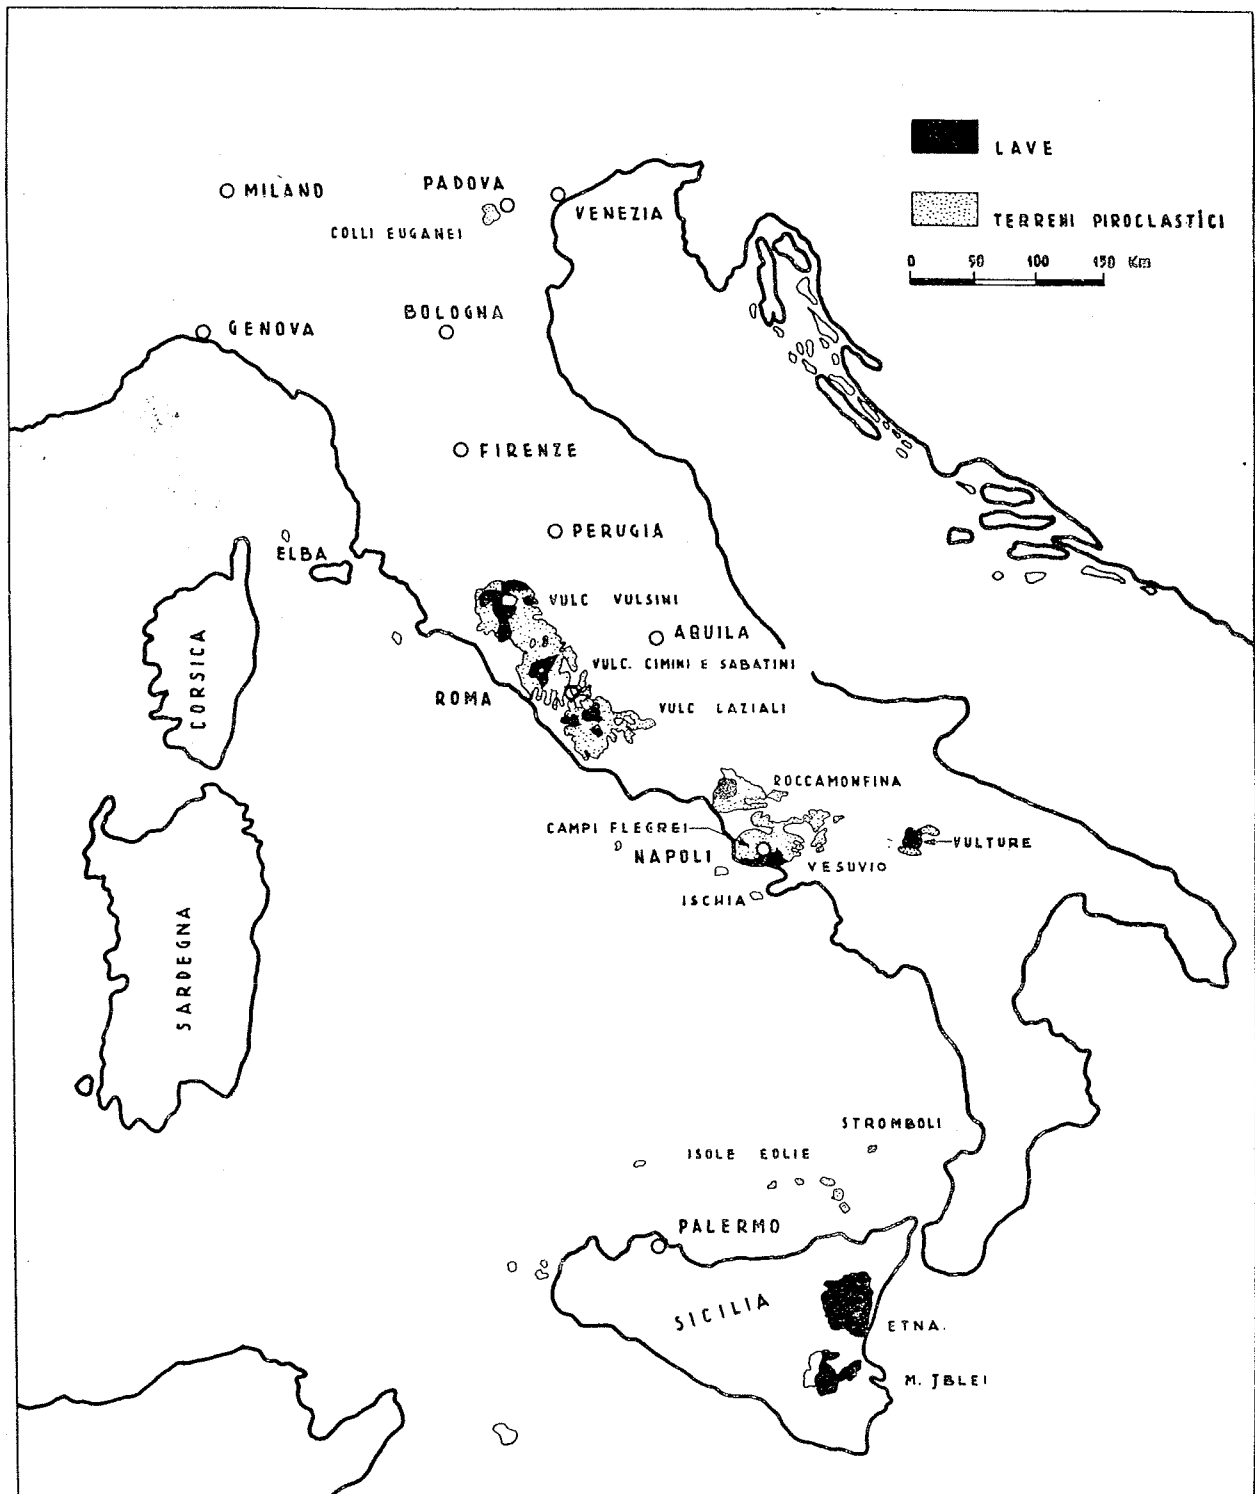 LAVE
MILANO
PADOVA
VENEZIA
TERRENI PIROCLASTICI
COLLI EUGANEI
0 50 100 150 Km
BOLOGNA
GENOVA
FIRENZE
PERUGIA
ELBA
VULC VULSINI
AQUILA
CORSICA
VULC. CIMINI E SABATINI
ROMA
VULC LAZIALI
ROCCAMONFINA
CAMPI FLEGREI
NAPOLI
VULTURE
VESUVIO
ISCHIA
SARDEGNA
STROMBOLI
ISOLE EOLIE
PALERMO
SICILIA
ETNA.
M. JBLEI